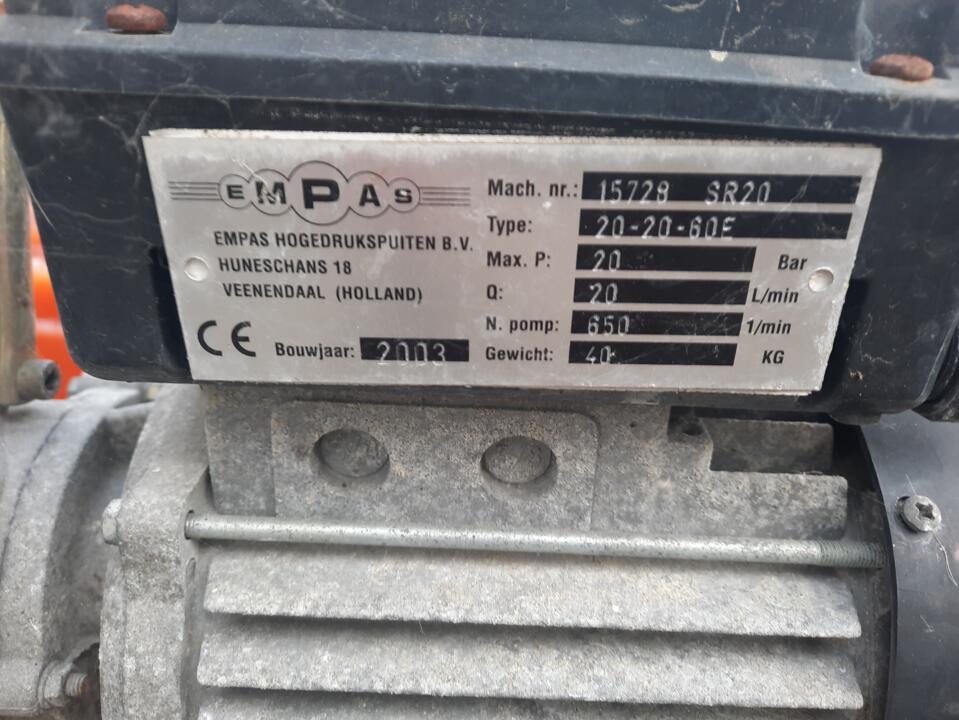 EMPAS
EMPAS HOGEDRUKSPUITEN B.V.
HUNESCHANS 18
VEENENDAAL (HOLLAND)
CE Bouwjaar: 2003
Mach. nr.: 15728 SR20
Type: 20-20-60E
Max. P: 20 Bar
Q: 20 L/min
N. pomp: 650 1/min
Gewicht: 40 KG